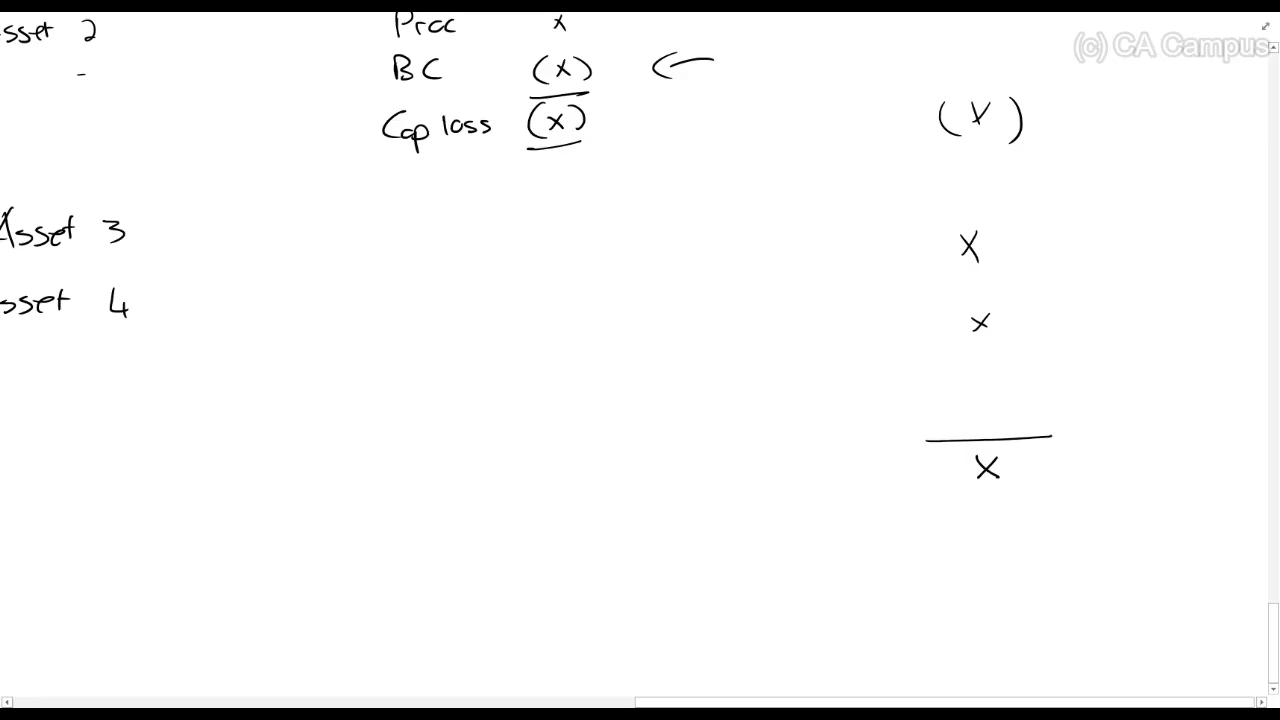 (c) CA Campus
sset 2 Proc x
- BC (x) ←
Cap loss (x) (x)
Asset 3 x
sset 4 x
x